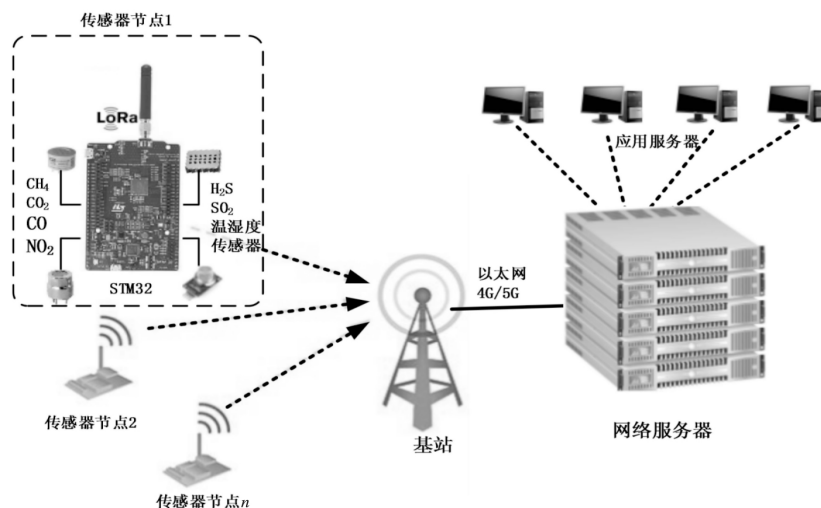 传感器节点1
LoRa
CH₄
CO₂
CO
NO₂
H₂S
SO₂
温湿度
传感器
STM32
传感器节点2
传感器节点n
基站
以太网
4G/5G
应用服务器
网络服务器